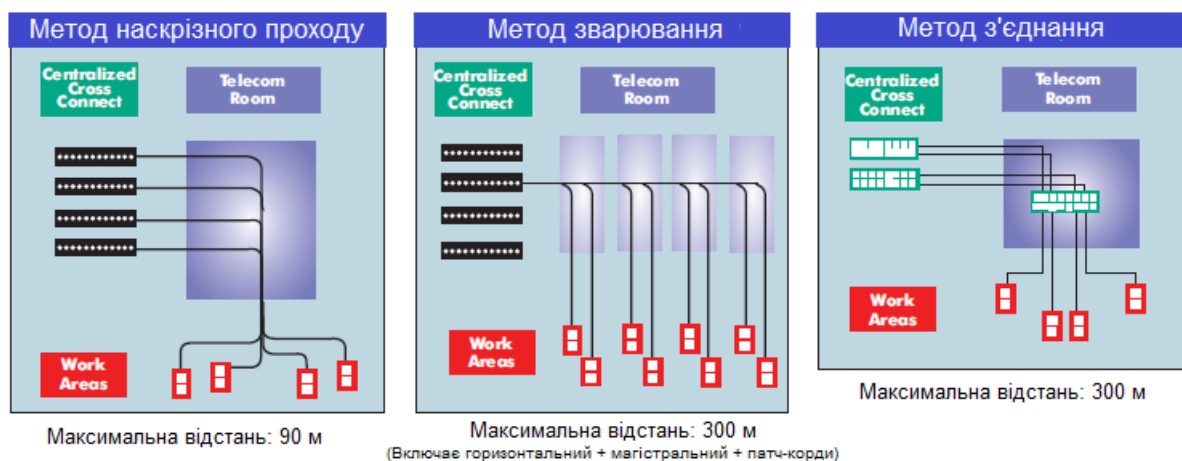 Метод наскрізного проходу
Centralized
Cross
Connect
Telecom
Room
Work
Areas
Максимальна відстань: 90 м
Метод зварювання
Centralized
Cross
Connect
Telecom
Room
Work
Areas
Максимальна відстань: 300 м
(Включає горизонтальний + магістральний + патч-корди)
Метод з'єднання
Centralized
Cross
Connect
Telecom
Room
Work
Areas
Максимальна відстань: 300 м